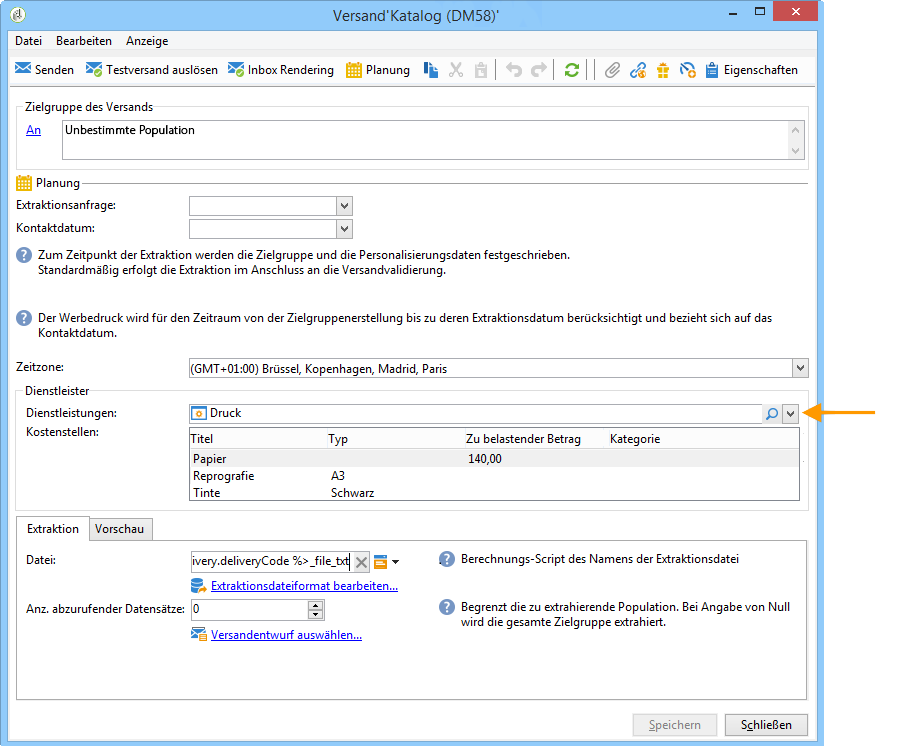 Versand'Katalog (DM58)'
Datei Bearbeiten Anzeige
Senden Testversand auslösen Inbox Rendering Planung Eigenschaften
Zielgruppe des Versands
An Unbestimmte Population
Planung
Extraktionsanfrage:
Kontaktdatum:
Zum Zeitpunkt der Extraktion werden die Zielgruppe und die Personalisierungsdaten festgeschrieben.
Standardmäßig erfolgt die Extraktion im Anschluss an die Versandvalidierung.
Der Werbedruck wird für den Zeitraum von der Zielgruppenerstellung bis zu deren Extraktionsdatum berücksichtigt und bezieht sich auf das
Kontaktdatum.
Zeitzone: (GMT+01:00) Brüssel, Kopenhagen, Madrid, Paris
Dienstleister
Dienstleistungen: Druck
Kostenstellen:
Titel Typ Zu belastender Betrag Kategorie
Papier 140,00
Reprografie A3
Tinte Schwarz
Extraktion Vorschau
Datei: ivery.deliveryCode %>_file_txt Berechnungs-Script des Namens der Extraktionsdatei
Extraktionsdateiformat bearbeiten...
Anz. abzurufender Datensätze: 0 Begrenzt die zu extrahierende Population. Bei Angabe von Null
wird die gesamte Zielgruppe extrahiert.
Versandentwurf auswählen...
Speichern Schließen